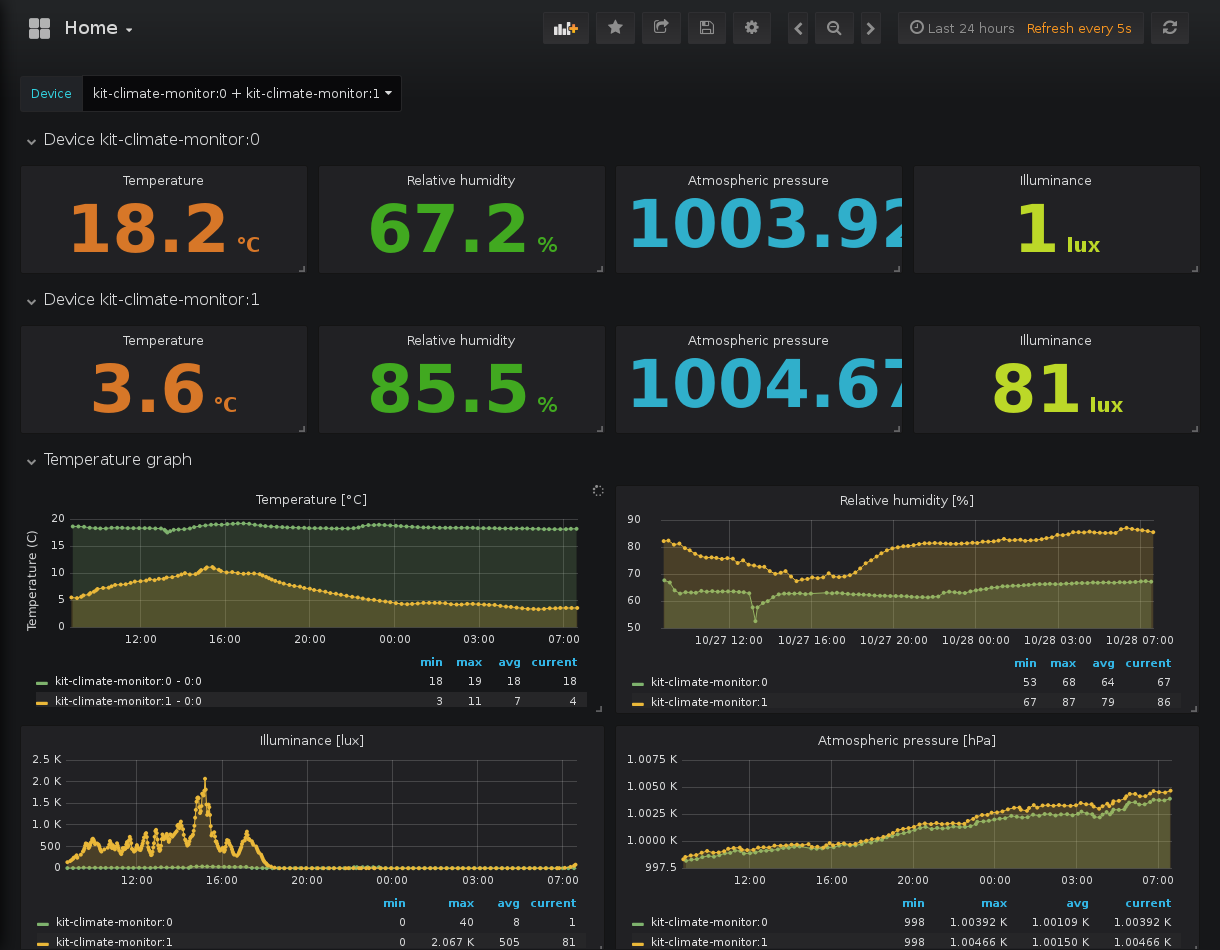 Home
Last 24 hours Refresh every 5s
Device kit-climate-monitor:0 + kit-climate-monitor:1
Device kit-climate-monitor:0
Temperature Relative humidity Atmospheric pressure Illuminance
18.2 °C 67.2 % 1003.92 1 lux
Device kit-climate-monitor:1
Temperature Relative humidity Atmospheric pressure Illuminance
3.6 °C 85.5 % 1004.67 81 lux
Temperature graph
Temperature [°C]
Temperature (C)
20
15
10
5
0
12:00 16:00 20:00 00:00 03:00 07:00
min max avg current
kit-climate-monitor:0 - 0:0 18 19 18 18
kit-climate-monitor:1 - 0:0 3 11 7 4
Relative humidity [%]
90
80
70
60
50
10/27 12:00 10/27 16:00 10/27 20:00 10/28 00:00 10/28 03:00 10/28 07:00
min max avg current
kit-climate-monitor:0 53 68 64 67
kit-climate-monitor:1 67 87 79 86
Illuminance [lux]
2.5 K
2.0 K
1.5 K
1.0 K
500
0
12:00 16:00 20:00 00:00 03:00 07:00
min max avg current
kit-climate-monitor:0 0 40 8 1
kit-climate-monitor:1 0 2.067 K 505 81
Atmospheric pressure [hPa]
1.0075 K
1.0050 K
1.0025 K
1.0000 K
997.5
12:00 16:00 20:00 00:00 03:00 07:00
min max avg current
kit-climate-monitor:0 998 1.00392 K 1.00109 K 1.00392 K
kit-climate-monitor:1 998 1.00466 K 1.00150 K 1.00466 K